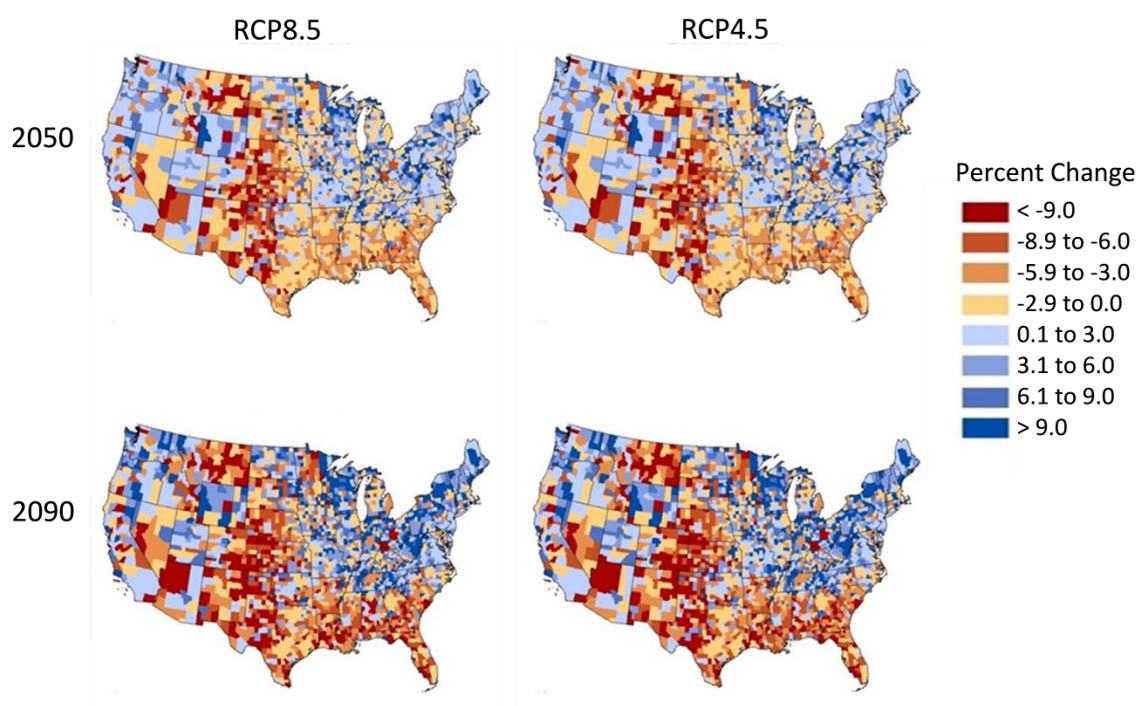 RCP8.5
RCP4.5
2050
2090
Percent Change
< -9.0
-8.9 to -6.0
-5.9 to -3.0
-2.9 to 0.0
0.1 to 3.0
3.1 to 6.0
6.1 to 9.0
> 9.0